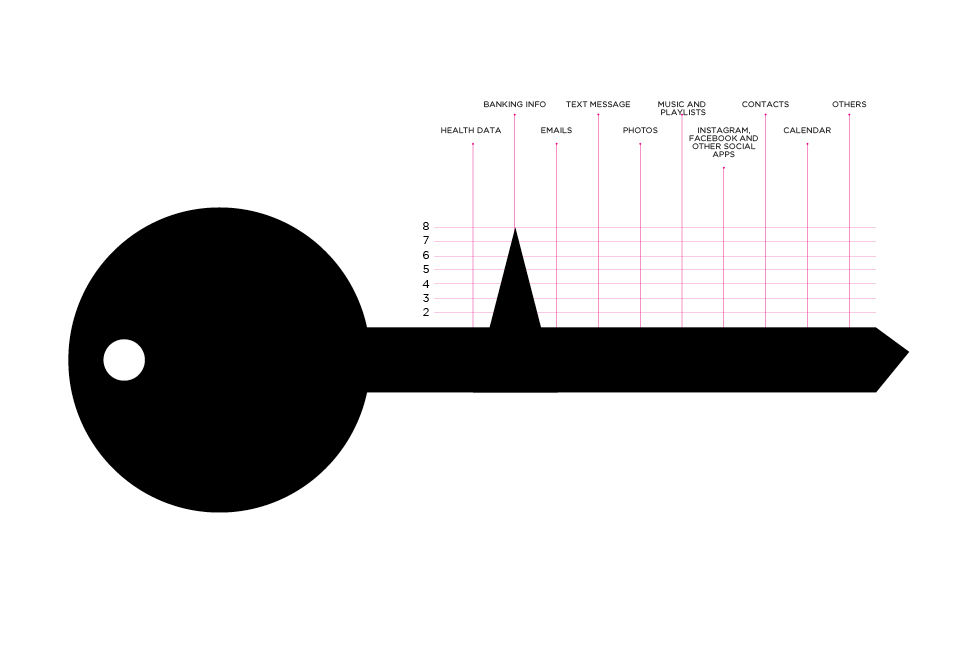 BANKING INFO
TEXT MESSAGE
MUSIC AND
PLAYLISTS
CONTACTS
OTHERS
HEALTH DATA
EMAILS
PHOTOS
INSTAGRAM,
FACEBOOK AND
OTHER SOCIAL
APPS
CALENDAR
8
7
6
5
4
3
2